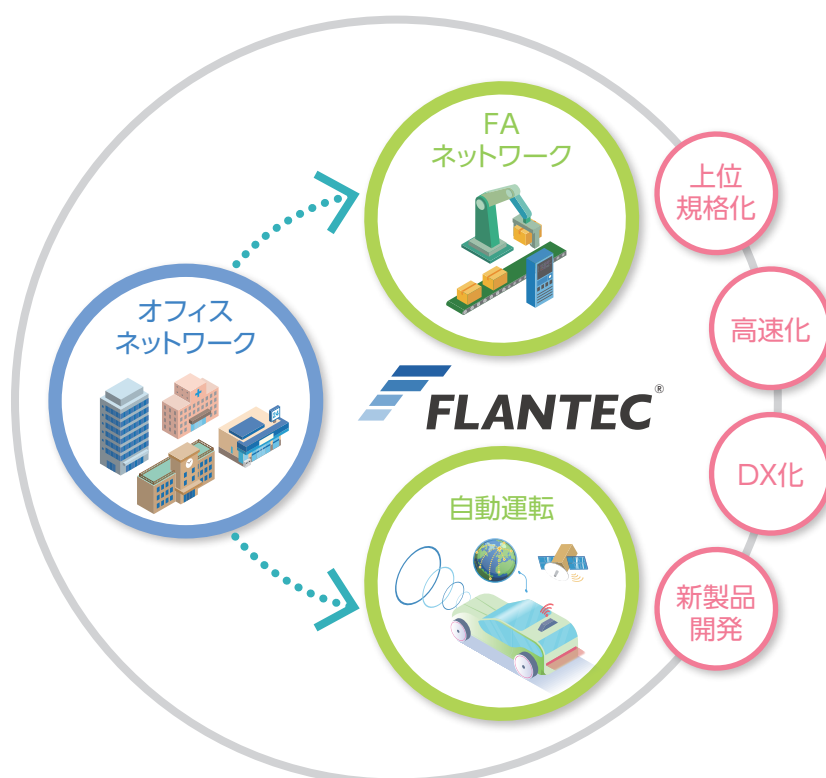 FA
ネットワーク
上位
規格化
高速化
オフィス
ネットワーク
24
FLANTEC®
DX化
自動運転
新製品
開発